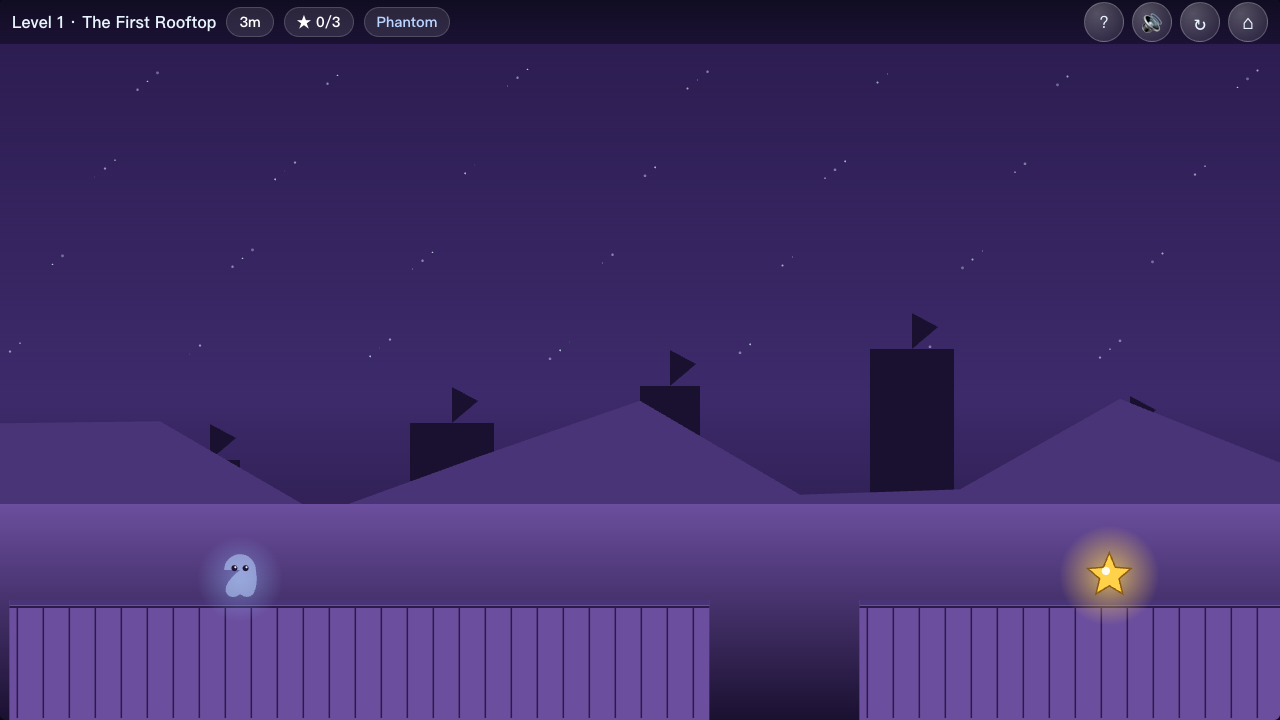 Level 1 · The First Rooftop 3m ★ 0/3 Phantom ?